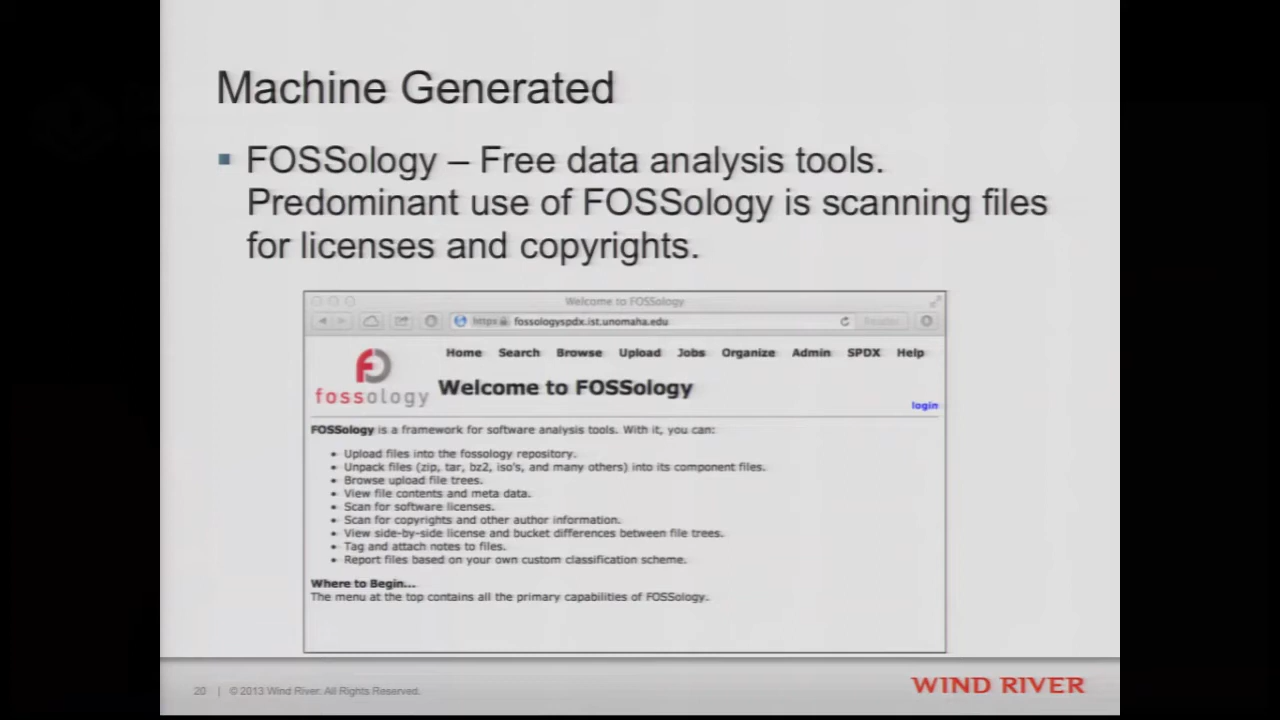 Machine Generated
FOSSology – Free data analysis tools.
Predominant use of FOSSology is scanning files
for licenses and copyrights.
Welcome to FOSSology
https fossologyspdx.ist.unomaha.edu
Reader
Home Search Browse Upload Jobs Organize Admin SPDX Help
fossology
Welcome to FOSSology
login
FOSSology is a framework for software analysis tools. With it, you can:
• Upload files into the fossology repository.
• Unpack files (zip, tar, bz2, iso's, and many others) into its component files.
• Browse upload file trees.
• View file contents and meta data.
• Scan for software licenses.
• Scan for copyrights and other author information.
• View side-by-side license and bucket differences between file trees.
• Tag and attach notes to files.
• Report files based on your own custom classification scheme.
Where to Begin...
The menu at the top contains all the primary capabilities of FOSSology.
20 | © 2013 Wind River. All Rights Reserved.
WIND RIVER